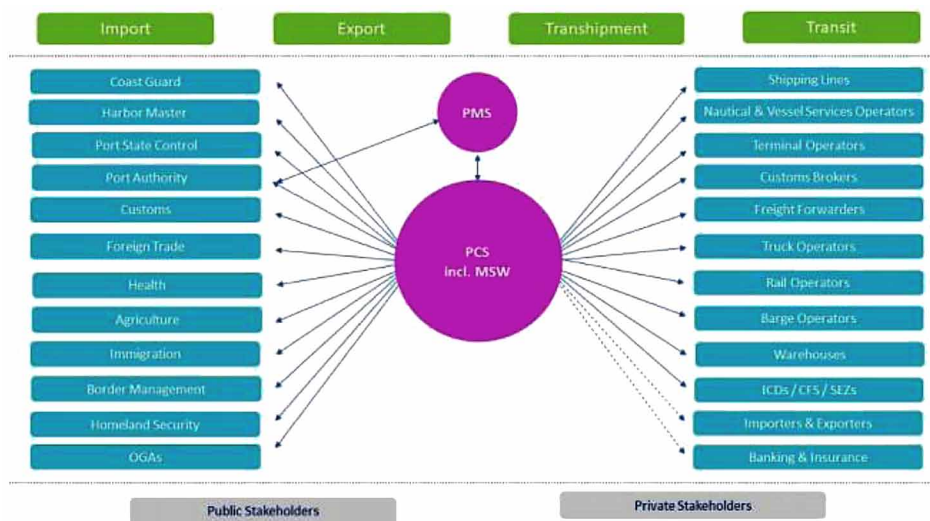 Import
Export
Transhipment
Transit
Coast Guard
Harbor Master
Port State Control
Port Authority
Customs
Foreign Trade
Health
Agriculture
Immigration
Border Management
Homeland Security
OGAs
PMS
PCS
incl. MSW
Shipping Lines
Nautical & Vessel Services Operators
Terminal Operators
Customs Brokers
Freight Forwarders
Truck Operators
Rail Operators
Barge Operators
Warehouses
ICDs / CFS / SEZs
Importers & Exporters
Banking & Insurance
Public Stakeholders
Private Stakeholders